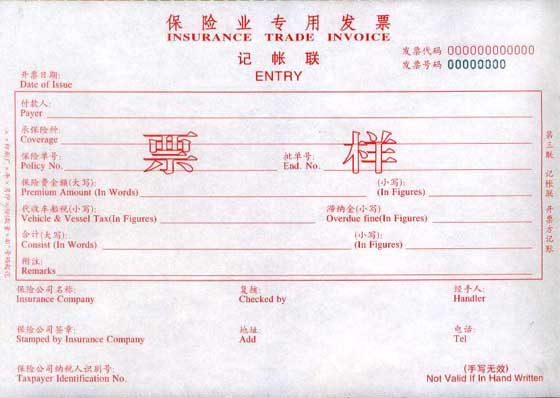 保险业专用发票
INSURANCE TRADE INVOICE
记帐联
ENTRY
发票代码 000000000000
发票号码 00000000
开票日期:
Date of Issue
付款人:
Payer
承保险种:
Coverage
保险单号: 批单号:
Policy No. End. No.
票样
保险费金额(大写): (小写):
Premium Amount (In Words) (In Figures)
代收车船税(小写): 滞纳金(小写)
Vehicle & Vessel Tax(In Figures) Overdue fine(In Figures)
合计(大写): (小写):
Consist (In Words) (In Figures)
附注:
Remarks
第三联 记帐联 开票方记账
保险公司名称: 复核: 经手人:
Insurance Company Checked by Handler
保险公司签章: 地址: 电话:
Stamped by Insurance Company Add Tel
保险公司纳税人识别号: (手写无效)
Taxpayer Identification No. Not Valid If In Hand Written